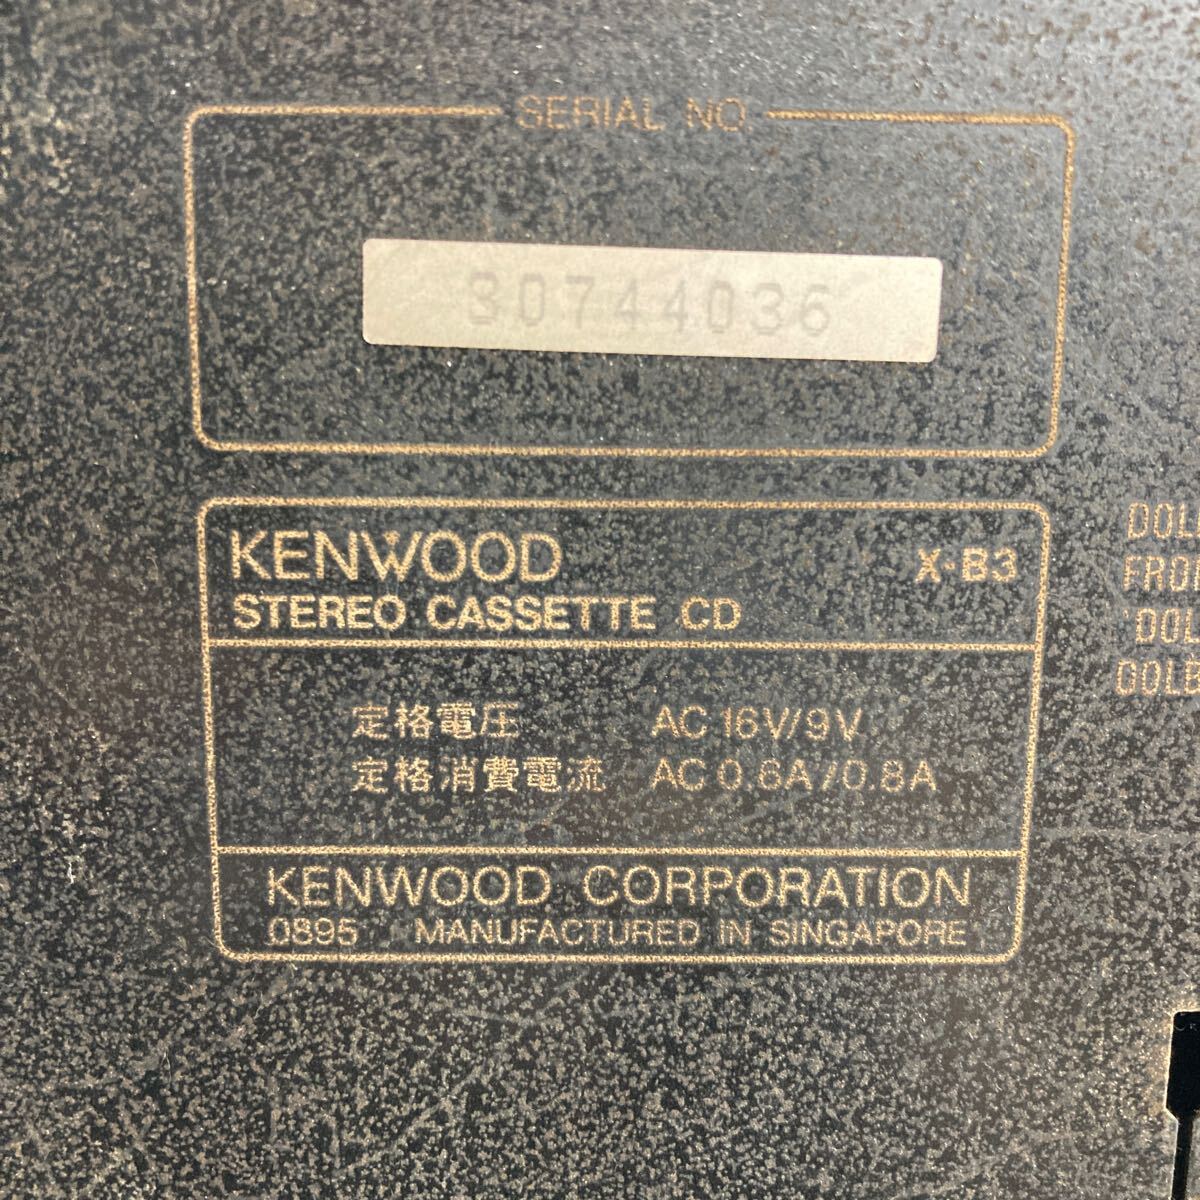 SERIAL NO.
30744036
KENWOOD X-B3
STEREO CASSETTE CD
定格電圧 AC 16V/9V
定格消費電流 AC 0.6A/0.8A
KENWOOD CORPORATION
0895 MANUFACTURED IN SINGAPORE